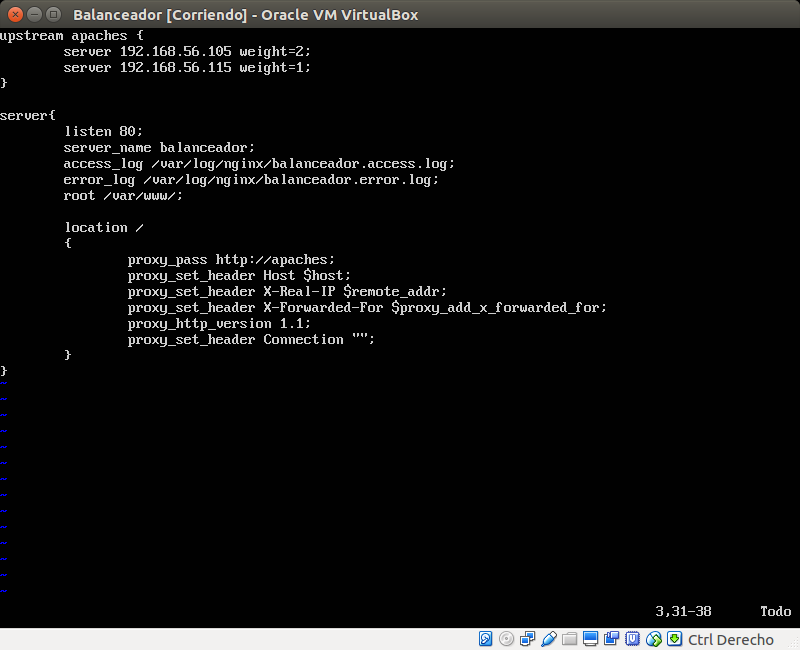 Balanceador [Corriendo] - Oracle VM VirtualBox
upstream apaches {
        server 192.168.56.105 weight=2;
        server 192.168.56.115 weight=1;
}

server{
        listen 80;
        server_name balanceador;
        access_log /var/log/nginx/balanceador.access.log;
        error_log /var/log/nginx/balanceador.error.log;
        root /var/www/;

        location /
        {
                proxy_pass http://apaches;
                proxy_set_header Host $host;
                proxy_set_header X-Real-IP $remote_addr;
                proxy_set_header X-Forwarded-For $proxy_add_x_forwarded_for;
                proxy_http_version 1.1;
                proxy_set_header Connection "";
        }
}
~
~
~
~
~
~
~
~
~
~
~
~
~
~
3,31-38 Todo
Ctrl Derecho